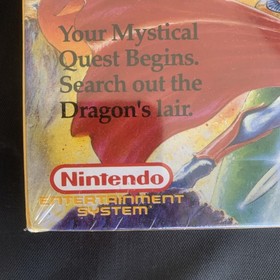 Your Mystical
Quest Begins.
Search out the
Dragon's lair.
Nintendo
ENTERTAINMENT
SYSTEM